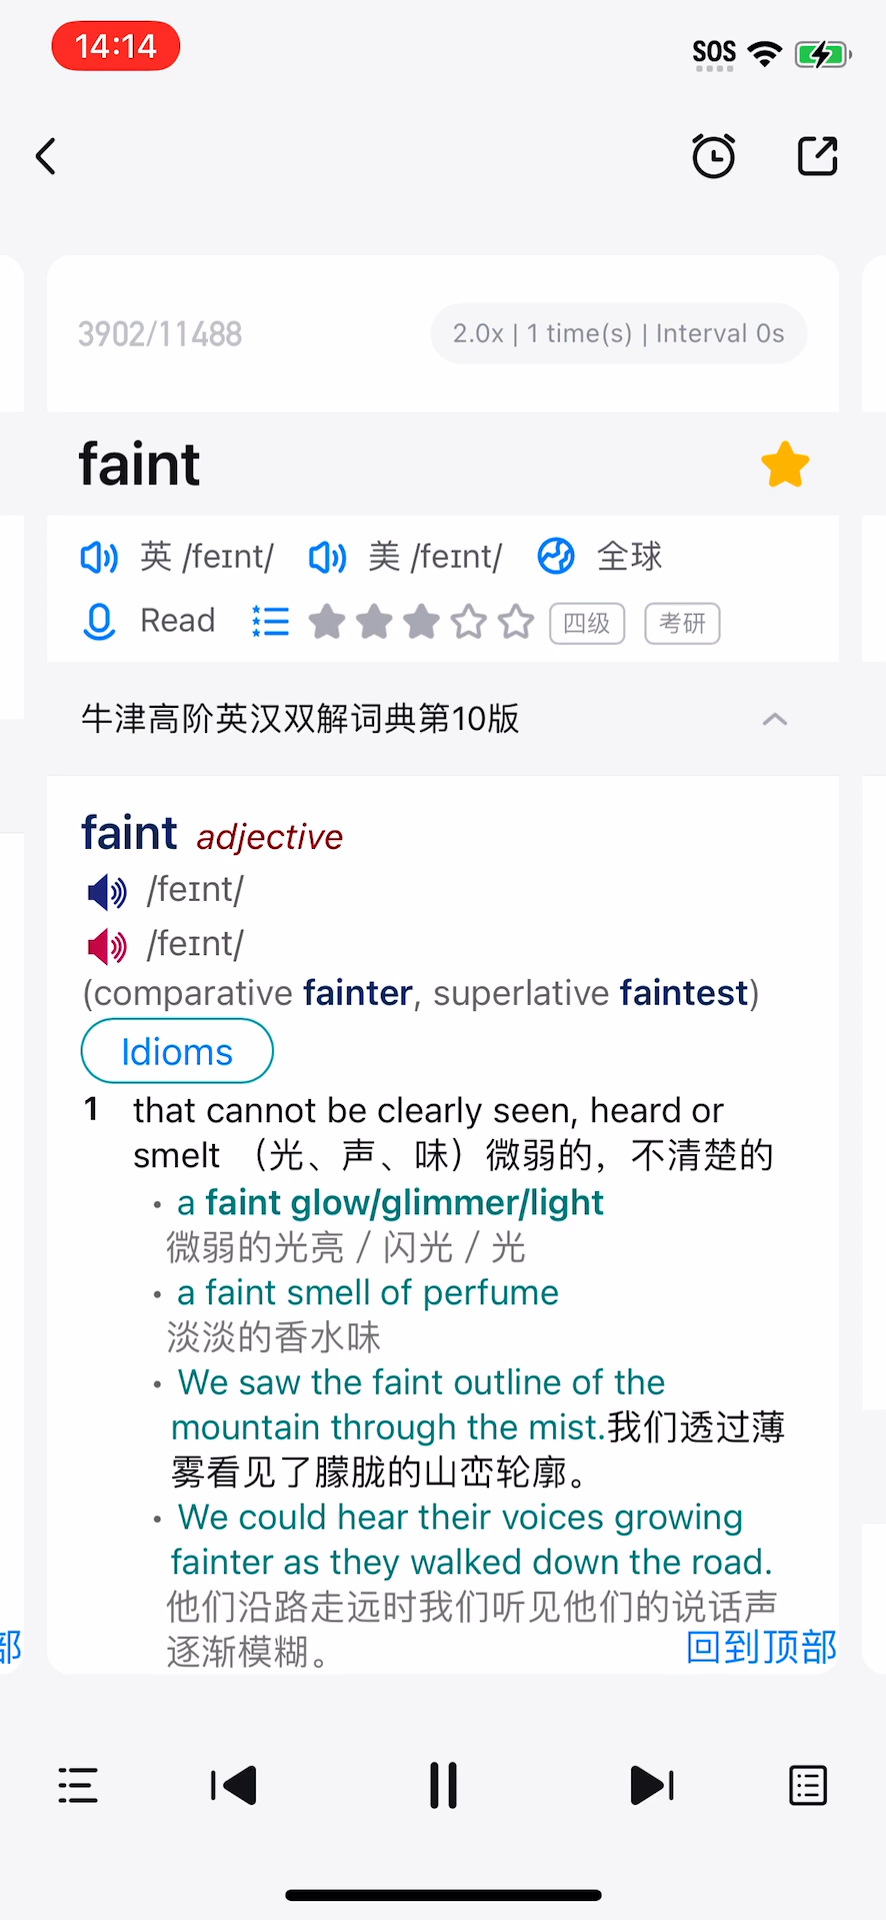 14:14
SOS
3902/11488
2.0x | 1 time(s) | Interval 0s
faint
英 /feɪnt/ 美 /feɪnt/ 全球
Read 四级 考研
牛津高阶英汉双解词典第10版
faint adjective
/feɪnt/
/feɪnt/
(comparative fainter, superlative faintest)
Idioms
1 that cannot be clearly seen, heard or
smelt （光、声、味）微弱的，不清楚的
• a faint glow/glimmer/light
微弱的光亮 / 闪光 / 光
• a faint smell of perfume
淡淡的香水味
• We saw the faint outline of the
mountain through the mist.我们透过薄
雾看见了朦胧的山峦轮廓。
• We could hear their voices growing
fainter as they walked down the road.
他们沿路走远时我们听见他们的说话声
逐渐模糊。
部
回到顶部